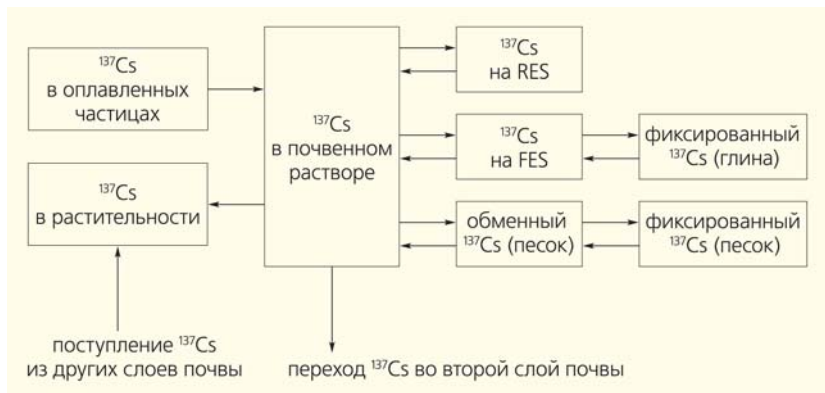 ¹³⁷Cs
в оплавленных
частицах
¹³⁷Cs
в растительности
поступление ¹³⁷Cs
из других слоев почвы
¹³⁷Cs
в почвенном
растворе
переход ¹³⁷Cs во второй слой почвы
¹³⁷Cs
на RES
¹³⁷Cs
на FES
фиксированный
¹³⁷Cs (глина)
обменный
¹³⁷Cs (песок)
фиксированный
¹³⁷Cs (песок)